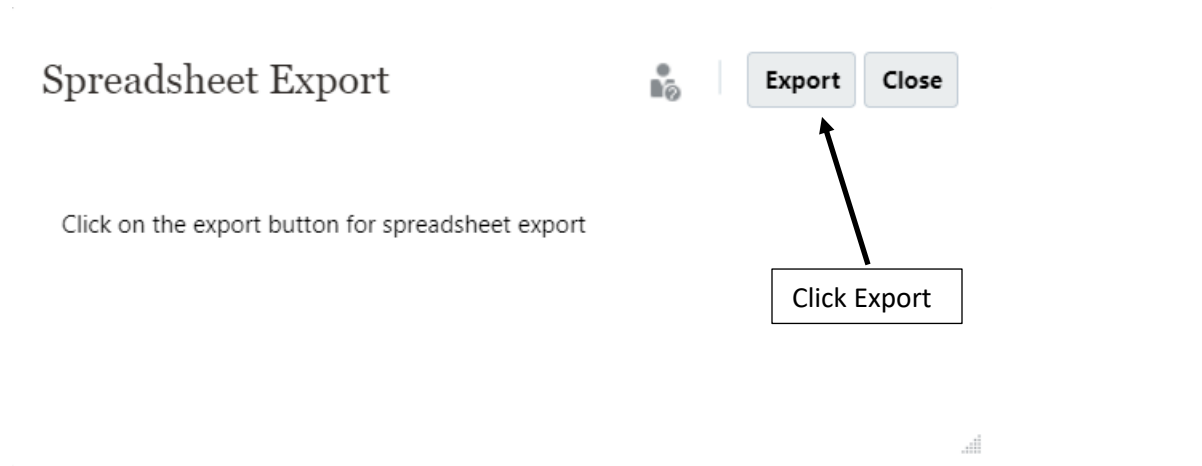 Spreadsheet Export
Export
Close
Click on the export button for spreadsheet export
Click Export